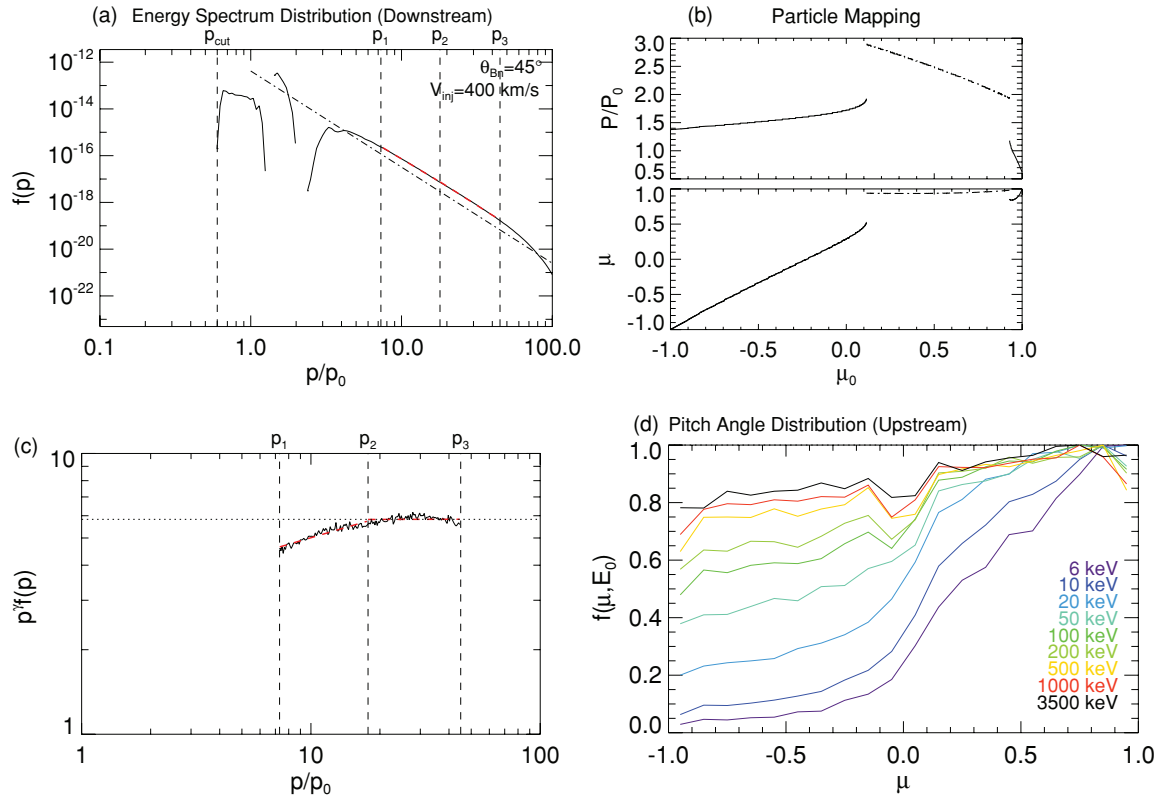 (a) Energy Spectrum Distribution (Downstream)
p_cut p_1 p_2 p_3
θ_Bn=45°
V_inj=400 km/s
10^-12
10^-14
10^-16
10^-18
10^-20
10^-22
f(p)
0.1 1.0 10.0 100.0
p/p_0
(b) Particle Mapping
3.0
2.5
2.0
1.5
1.0
0.5
P/P_0
1.0
0.5
0.0
-0.5
-1.0
μ
-1.0 -0.5 0.0 0.5 1.0
μ_0
(c)
p_1 p_2 p_3
10
1
p^γf(p)
1 10 100
p/p_0
(d) Pitch Angle Distribution (Upstream)
1.0
0.8
0.6
0.4
0.2
0.0
f(μ,E_0)
6 keV
10 keV
20 keV
50 keV
100 keV
200 keV
500 keV
1000 keV
3500 keV
-1.0 -0.5 0.0 0.5 1.0
μ